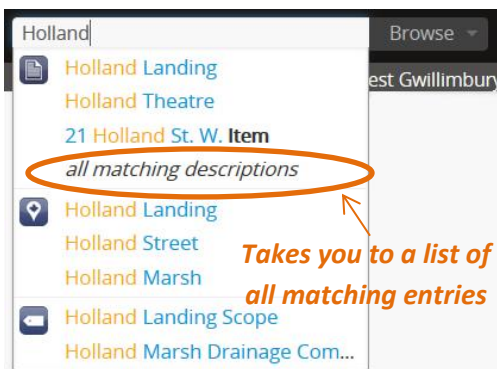 Holland
Browse
Holland Landing
est Gwillimbury
Holland Theatre
21 Holland St. W. Item
all matching descriptions
Holland Landing
Holland Street
Holland Marsh
Takes you to a list of
all matching entries
Holland Landing Scope
Holland Marsh Drainage Com...